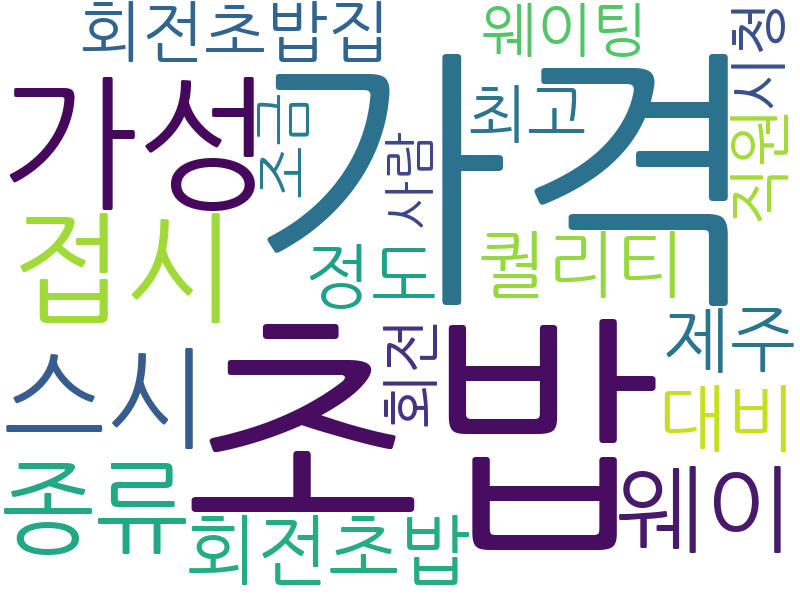 회전초밥집
웨이팅
시청
가성
조금
가격
최고
사람
직원
접시
정도
퀄리티
스시
초밥
회전
제주
대비
종류
회전초밥
웨이